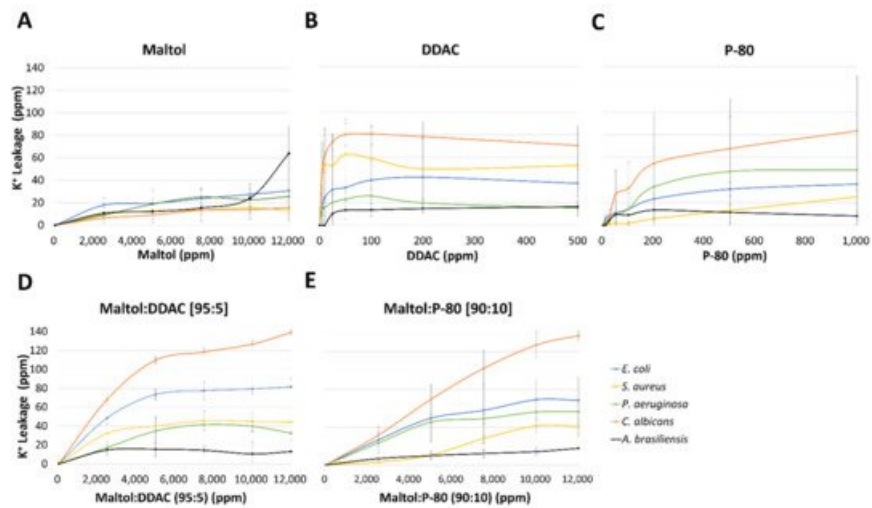 A
B
C
Maltol
DDAC
P-80
140
120
100
80
60
40
20
0
K⁺ Leakage (ppm)
0 2,000 4,000 6,000 8,000 10,000 12,000
0 100 200 300 400 500
0 200 400 600 800 1,000
Maltol (ppm)
DDAC (ppm)
P-80 (ppm)
D
E
Maltol:DDAC [95:5]
Maltol:P-80 [90:10]
140
120
100
80
60
40
20
0
K⁺ Leakage (ppm)
0 2,000 4,000 6,000 8,000 10,000 12,000
0 2,000 4,000 6,000 8,000 10,000 12,000
Maltol:DDAC (95:5) (ppm)
Maltol:P-80 (90:10) (ppm)
E. coli
S. aureus
P. aeruginosa
C. albicans
A. brasiliensis